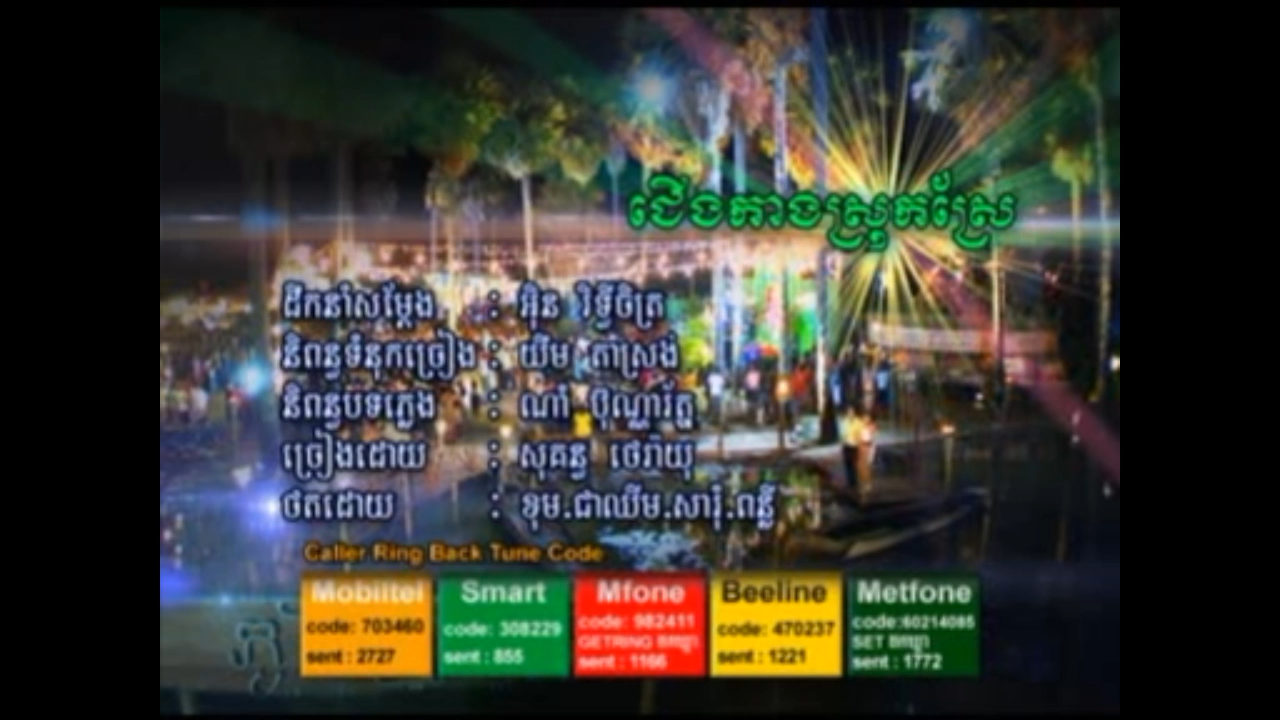 ជើងភាងស្រុកស្រែ
ដឹកនាំសម្ដែង : អ៊ិន វិទ្ធីចិត្រ
និពន្ធទំនុកច្រៀង : យឹម តាំស្រង់
និពន្ធបទភ្លេង : ណាំ ប៊ុណ្ណារ័ត្ន
ច្រៀងដោយ : សុគន្ធ ថេរ៉ាយុ
ថតដោយ : ខុម.ជាឈឹម.សារ៉ុំ.ពន្លឺ
Caller Ring Back Tune Code
Mobiltel Smart Mfone Beeline Metfone
code: 703460 code: 308229 code: 982411 code: 470237 code:60214085
GETRING SET
sent : 2727 sent : 855 sent : 1166 sent : 1221 sent : 1772